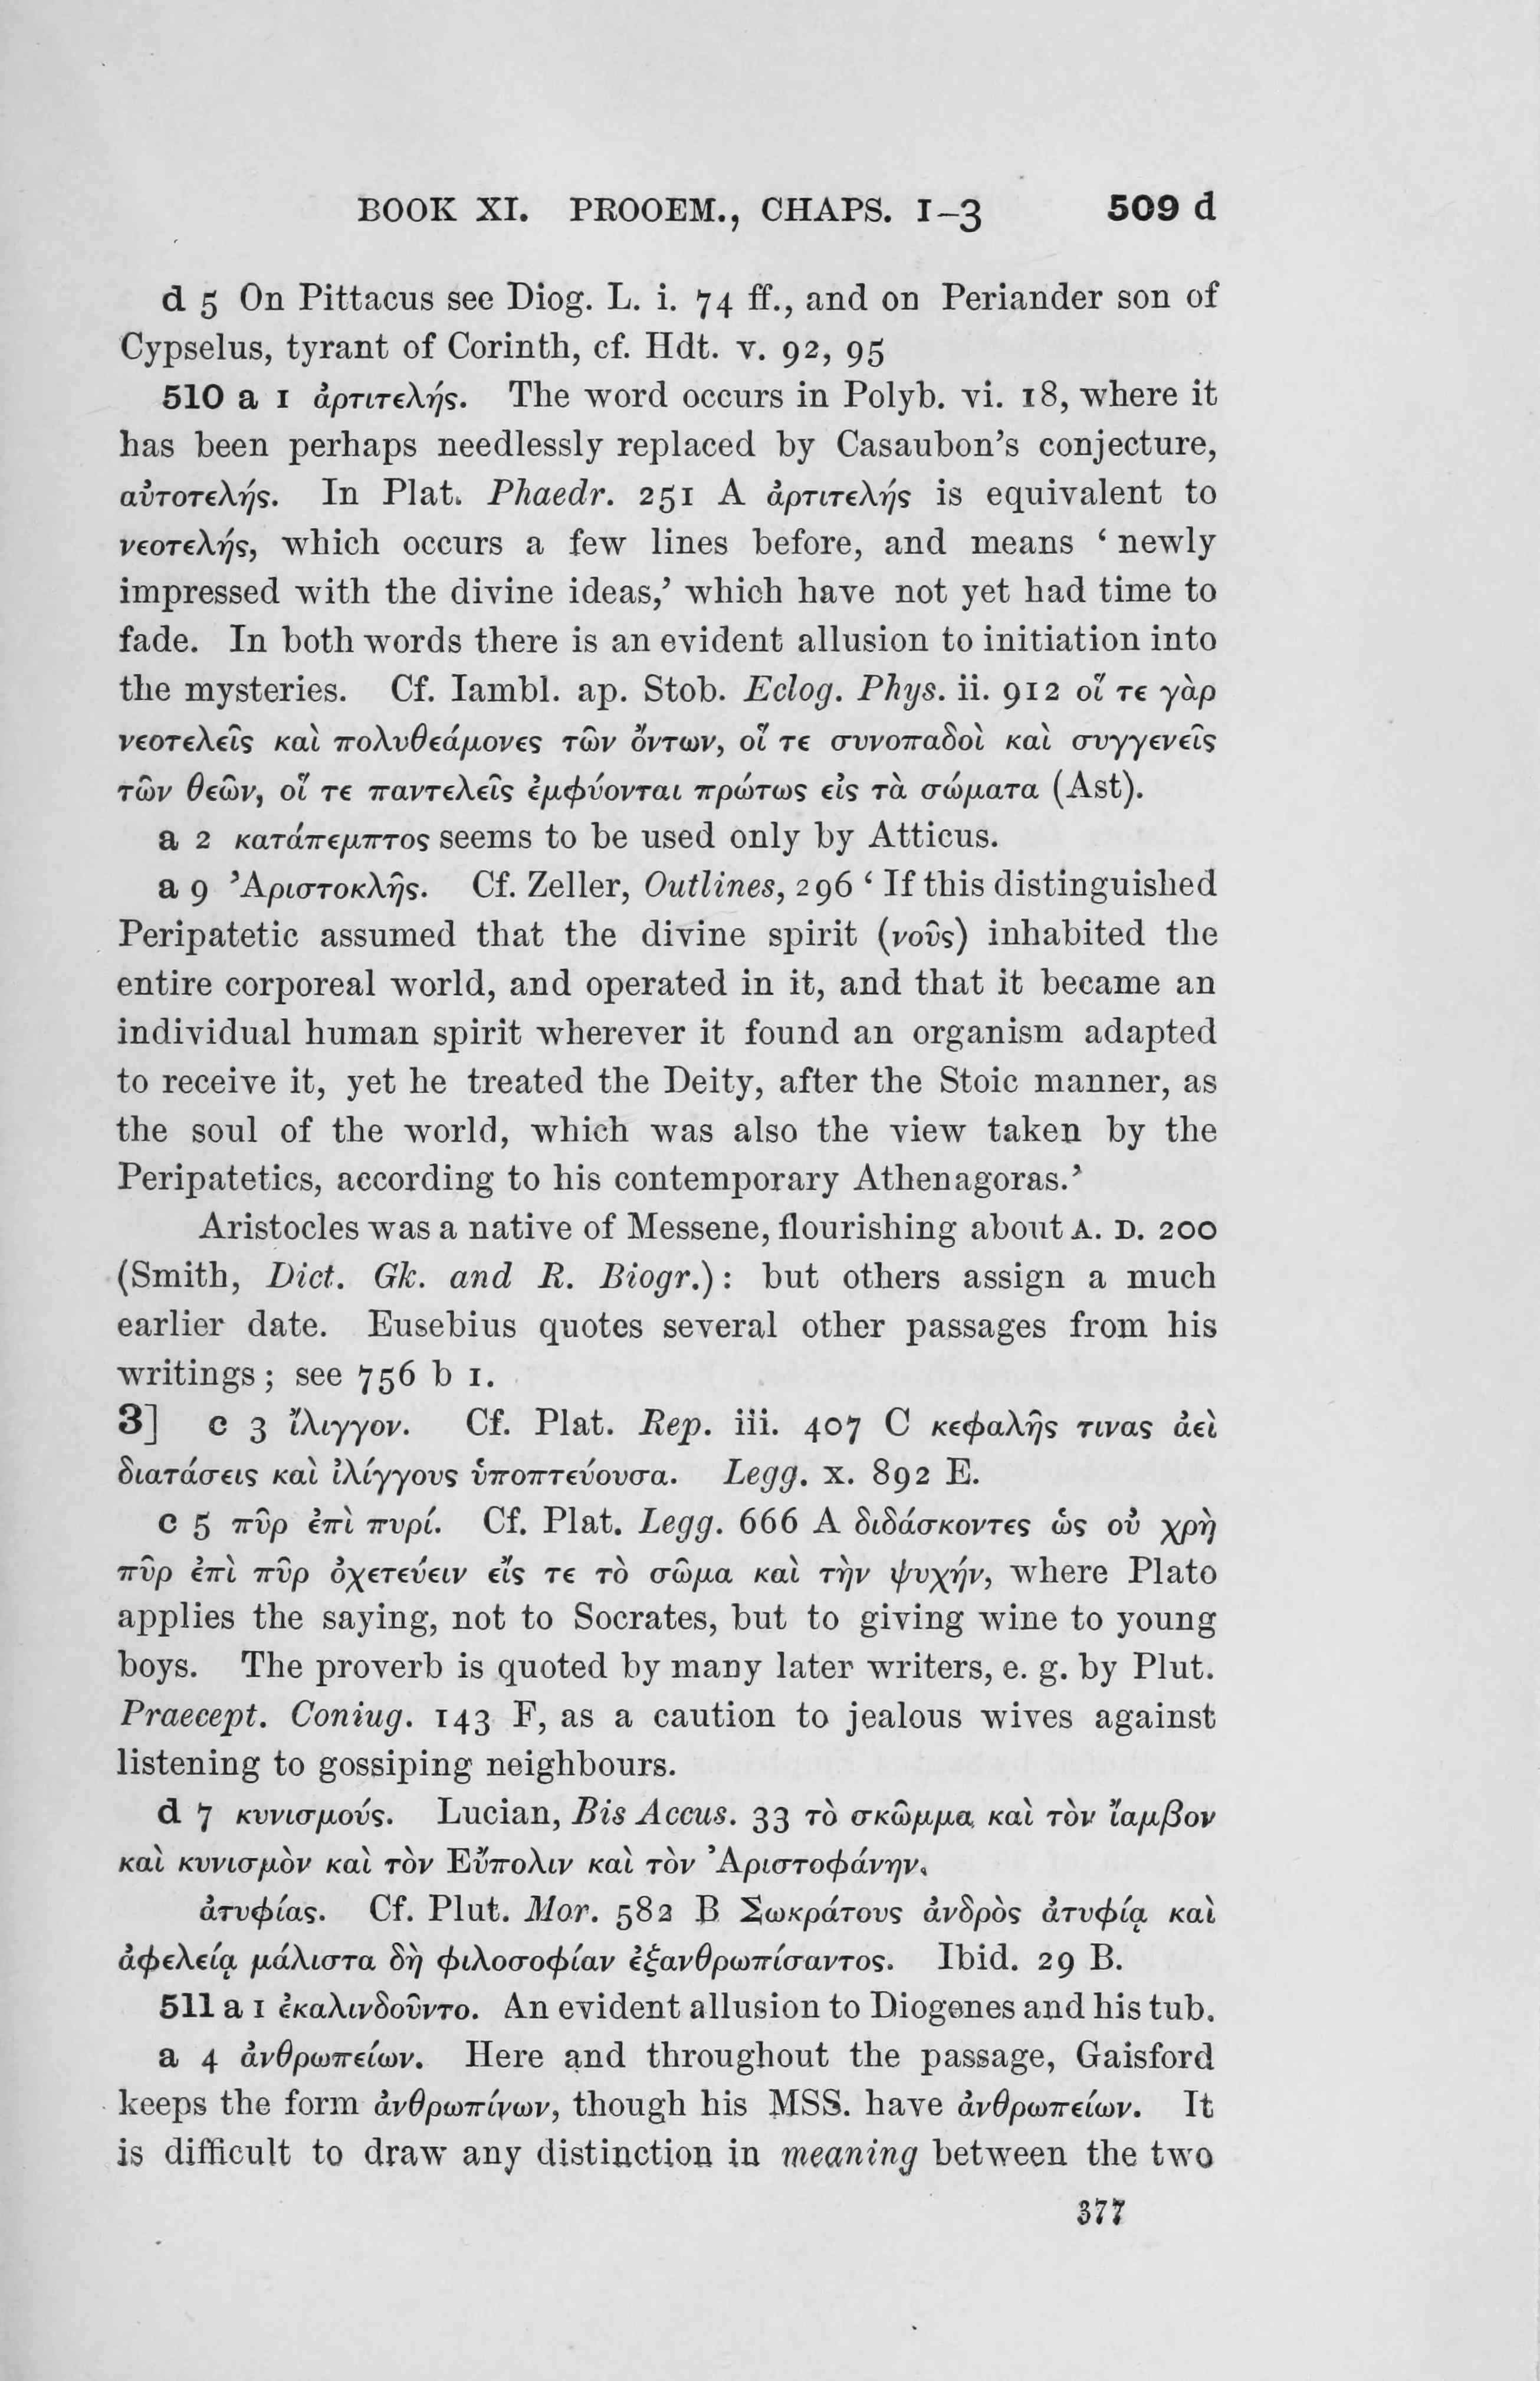 BOOK XI. PROOEM., CHAPS. 1–3 509 d
d 5 On Pittacus see Diog. L. i. 74 ff., and on Periander son of
Cypselus, tyrant of Corinth, cf. Hdt. v. 92, 95
510 a 1 ἀρτιτελής. The word occurs in Polyb. vi. 18, where it
has been perhaps needlessly replaced by Casaubon’s conjecture,
αὐτοτελής. In Plat. Phaedr. 251 A ἀρτιτελής is equivalent to
νεοτελής, which occurs a few lines before, and means ‘ newly
impressed with the divine ideas,’ which have not yet had time to
fade. In both words there is an evident allusion to initiation into
the mysteries. Cf. Iambl. ap. Stob. Eclog. Phys. ii. 912 οἵ τε γὰρ
νεοτελεῖς καὶ πολυθεάμονες τῶν ὄντων, οἵ τε συνοπαδοὶ καὶ συγγενεῖς
τῶν θεῶν, οἵ τε παντελεῖς ἐμφύονται πρώτως εἰς τὰ σώματα (Ast).
a 2 κατάπεμπτος seems to be used only by Atticus.
a 9 Ἀριστοκλῆς. Cf. Zeller, Outlines, 296 ‘ If this distinguished
Peripatetic assumed that the divine spirit (νοῦς) inhabited the
entire corporeal world, and operated in it, and that it became an
individual human spirit wherever it found an organism adapted
to receive it, yet he treated the Deity, after the Stoic manner, as
the soul of the world, which was also the view taken by the
Peripatetics, according to his contemporary Athenagoras.’
Aristocles was a native of Messene, flourishing about A. D. 200
(Smith, Dict. Gk. and R. Biogr.): but others assign a much
earlier date. Eusebius quotes several other passages from his
writings; see 756 b 1.
3] c 3 ἴλιγγον. Cf. Plat. Rep. iii. 407 C κεφαλῆς τινας ἀεὶ
διατάσεις καὶ ἰλίγγους ὑποπτεύουσα. Legg. x. 892 E.
c 5 πῦρ ἐπὶ πυρί. Cf. Plat. Legg. 666 A διδάσκοντες ὡς οὐ χρὴ
πῦρ ἐπὶ πῦρ ὀχετεύειν εἴς τε τὸ σῶμα καὶ τὴν ψυχήν, where Plato
applies the saying, not to Socrates, but to giving wine to young
boys. The proverb is quoted by many later writers, e. g. by Plut.
Praecept. Coniug. 143 F, as a caution to jealous wives against
listening to gossiping neighbours.
d 7 κυνισμούς. Lucian, Bis Accus. 33 τὸ σκῶμμα καὶ τὸν ἴαμβον
καὶ κυνισμὸν καὶ τὸν Εὔπολιν καὶ τὸν Ἀριστοφάνην.
ἀτυφίας. Cf. Plut. Mor. 582 B Σωκράτους ἀνδρὸς ἀτυφίᾳ καὶ
ἀφελείᾳ μάλιστα δὴ φιλοσοφίαν ἐξανθρωπίσαντος. Ibid. 29 B.
511 a 1 ἐκαλινδοῦντο. An evident allusion to Diogenes and his tub.
a 4 ἀνθρωπείων. Here and throughout the passage, Gaisford
keeps the form ἀνθρωπίνων, though his MSS. have ἀνθρωπείων. It
is difficult to draw any distinction in meaning between the two
377